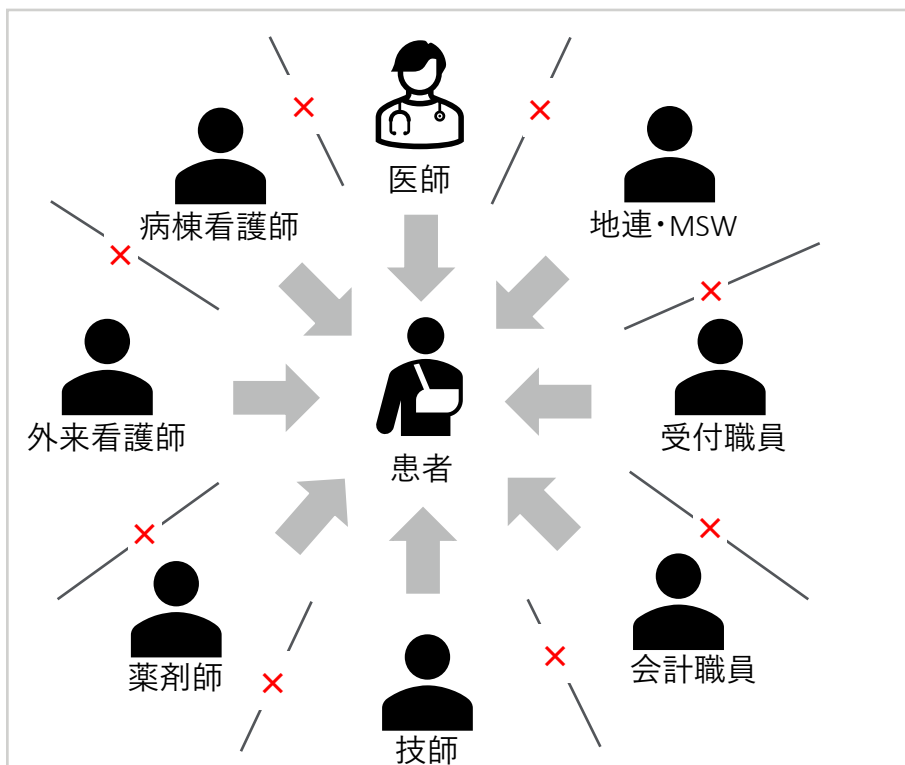 医師
病棟看護師
地連・MSW
外来看護師
患者
受付職員
薬剤師
技師
会計職員